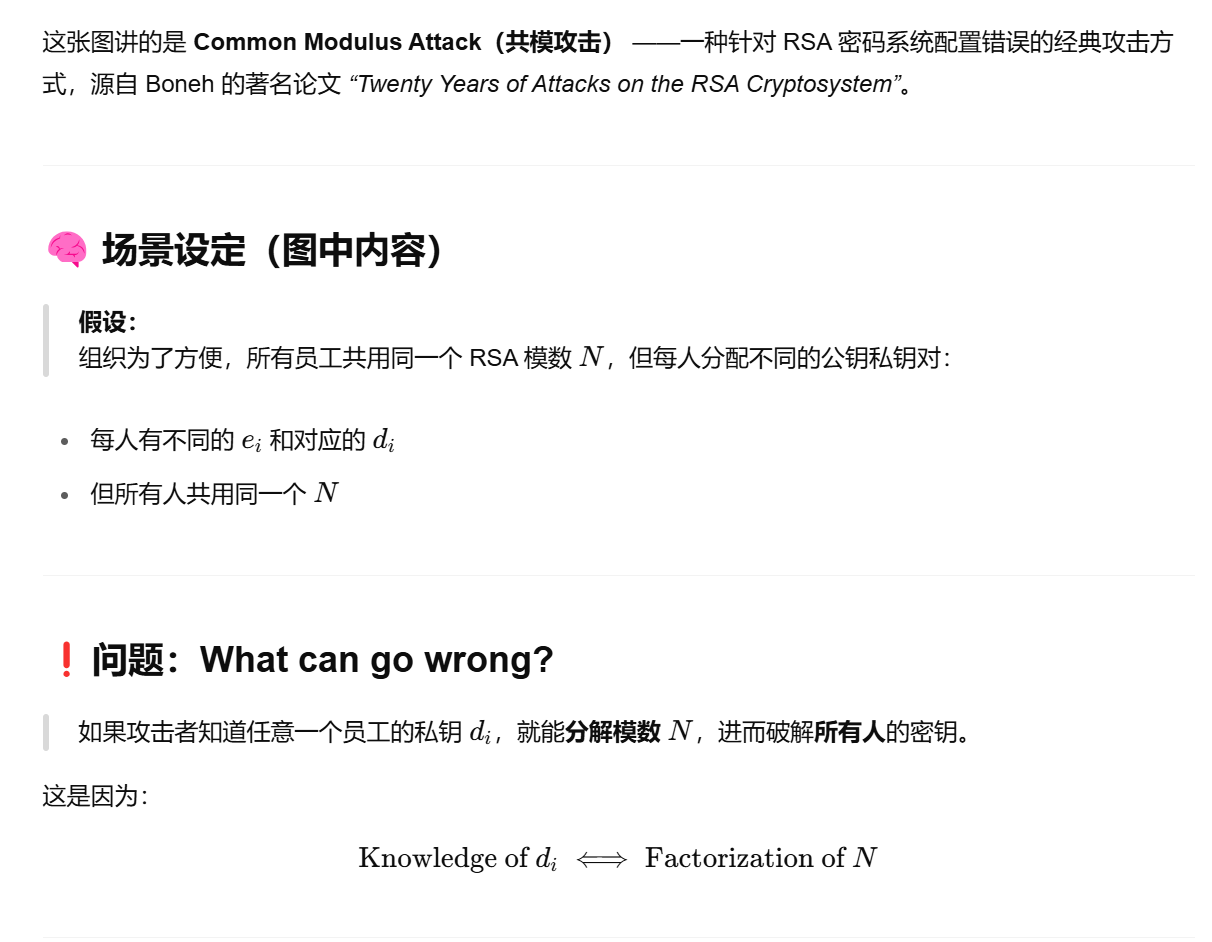 这张图讲的是 Common Modulus Attack（共模攻击） ——一种针对 RSA 密码系统配置错误的经典攻击方
式，源自 Boneh 的著名论文 “Twenty Years of Attacks on the RSA Cryptosystem”。
🧠 场景设定（图中内容）
假设：
组织为了方便，所有员工共用同一个 RSA 模数 N，但每人分配不同的公钥私钥对：
• 每人有不同的 e_i 和对应的 d_i
• 但所有人共用同一个 N
❗ 问题：What can go wrong?
如果攻击者知道任意一个员工的私钥 d_i，就能分解模数 N，进而破解所有人的密钥。
这是因为：
Knowledge of d_i ⟺ Factorization of N